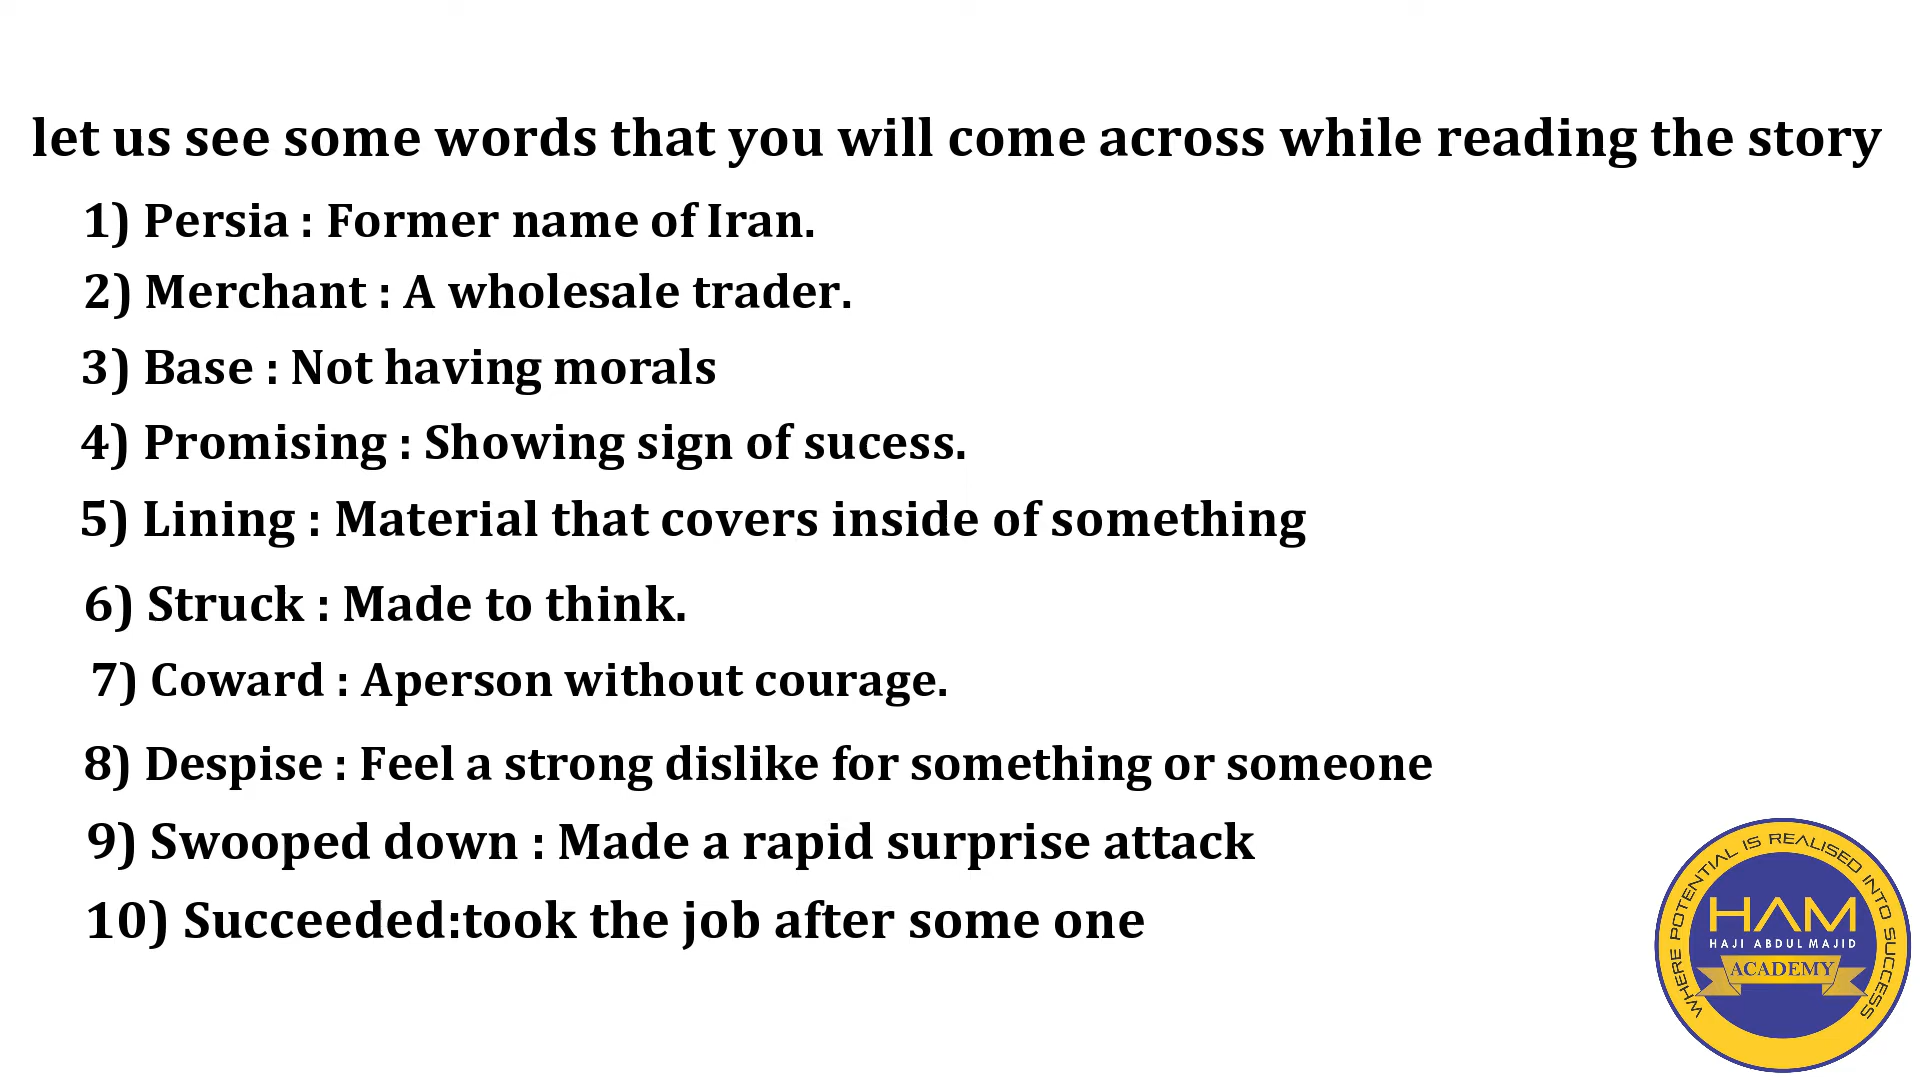 let us see some words that you will come across while reading the story
1) Persia : Former name of Iran.
2) Merchant : A wholesale trader.
3) Base : Not having morals
4) Promising : Showing sign of sucess.
5) Lining : Material that covers inside of something
6) Struck : Made to think.
7) Coward : Aperson without courage.
8) Despise : Feel a strong dislike for something or someone
9) Swooped down : Made a rapid surprise attack
10) Succeeded:took the job after some one
WHERE POTENTIAL IS REALISED INTO SUCCESS
HAM
HAJI ABDUL MAJID
ACADEMY